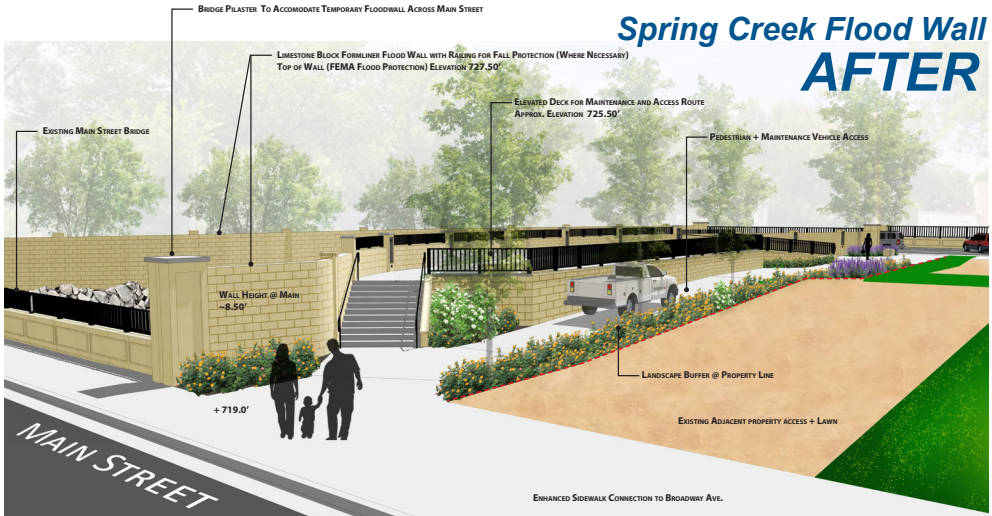 Bridge Pilaster To Accomodate Temporary Floodwall Across Main Street
Spring Creek Flood Wall
AFTER
Limestone Block Formliner Flood Wall with Railing for Fall Protection (Where Necessary)
Top of Wall (FEMA Flood Protection) Elevation 727.50'
Elevated Deck for Maintenance and Access Route
Approx. Elevation 725.50'
Existing Main Street Bridge
Pedestrian + Maintenance Vehicle Access
Wall Height @ Main
~8.50'
Landscape Buffer @ Property Line
+ 719.0'
Existing Adjacent property access + Lawn
MAIN STREET
Enhanced Sidewalk Connection to Broadway Ave.